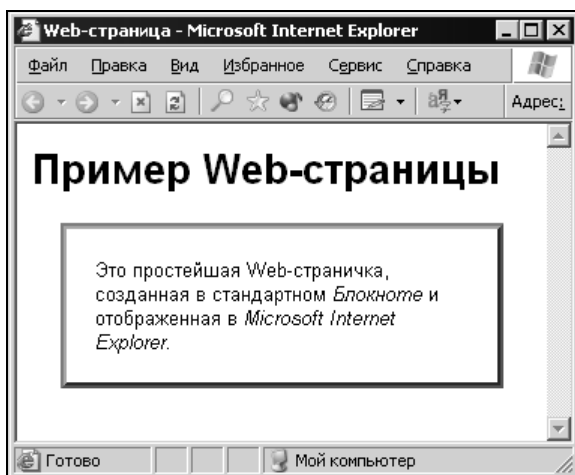 Web-страница - Microsoft Internet Explorer
Файл Правка Вид Избранное Сервис Справка
Адрес:
Пример Web-страницы
Это простейшая Web-страничка,
созданная в стандартном Блокноте и
отображенная в Microsoft Internet
Explorer.
Готово Мой компьютер